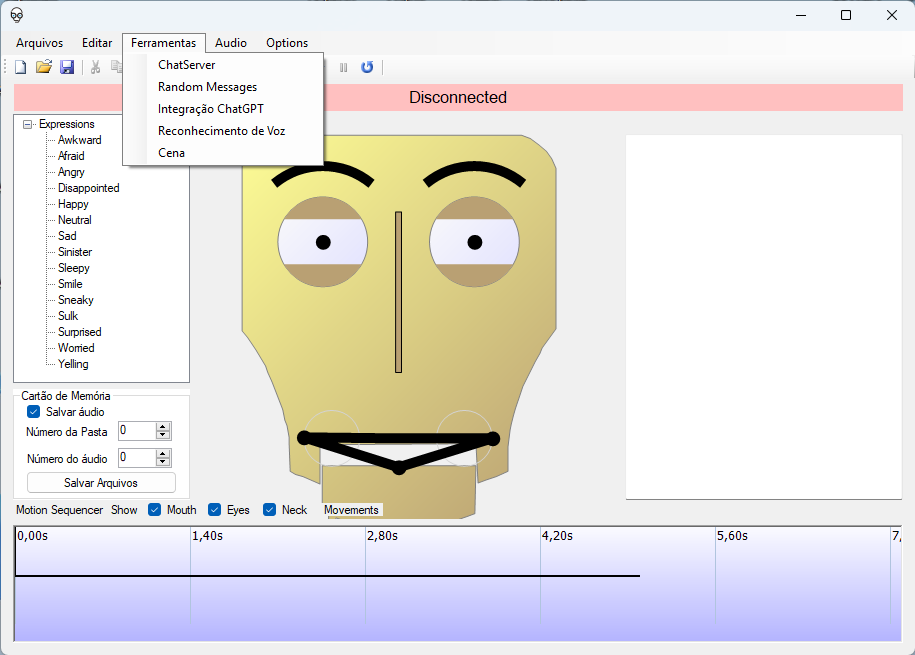 Arquivos Editar Ferramentas Audio Options
ChatServer
Random Messages
Integração ChatGPT
Reconhecimento de Voz
Cena
Disconnected
Expressions
Awkward
Afraid
Angry
Disappointed
Happy
Neutral
Sad
Sinister
Sleepy
Smile
Sneaky
Sulk
Surprised
Worried
Yelling
Cartão de Memória
Salvar áudio
Número da Pasta 0
Número do áudio 0
Salvar Arquivos
Motion Sequencer Show Mouth Eyes Neck Movements
0,00s 1,40s 2,80s 4,20s 5,60s 7,